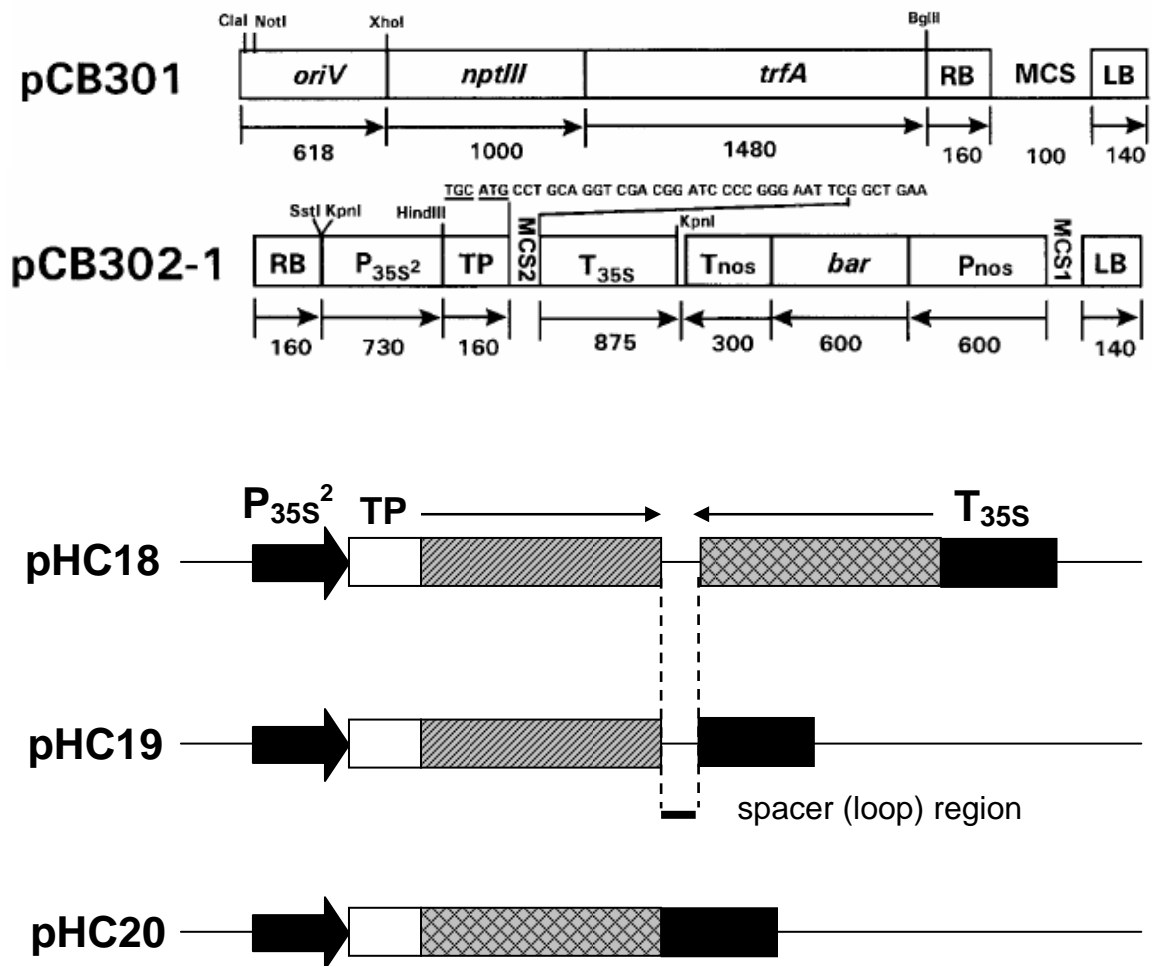 ClaI NotI XhoI BglII
pCB301 oriV nptIII trfA RB MCS LB
618 1000 1480 160 100 140
TGC ATG CCT GCA GGT CGA CGG ATC CCC GGG AAT TCG GCT GAA
SstI KpnI HindIII KpnI
pCB302-1 RB P35S2 TP MCS2 T35S Tnos bar Pnos MCS1 LB
160 730 160 875 300 600 600 140
P35S2 TP T35S
pHC18
pHC19
spacer (loop) region
pHC20